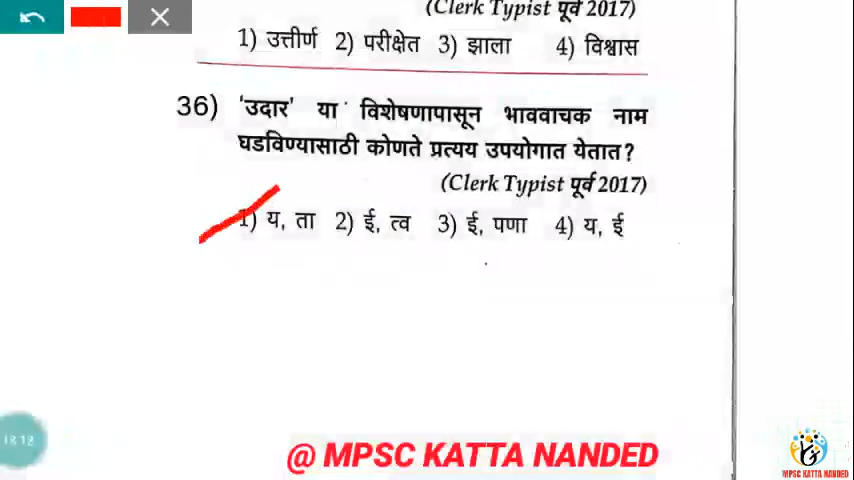 (Clerk Typist पूर्व 2017)
1) उत्तीर्ण 2) परीक्षेत 3) झाला 4) विश्वास
36) 'उदार' या विशेषणापासून भाववाचक नाम
घडविण्यासाठी कोणते प्रत्यय उपयोगात येतात?
(Clerk Typist पूर्व 2017)
1) य, ता 2) ई, त्व 3) ई, पणा 4) य, ई
@ MPSC KATTA NANDED
MPSC KATTA NANDED